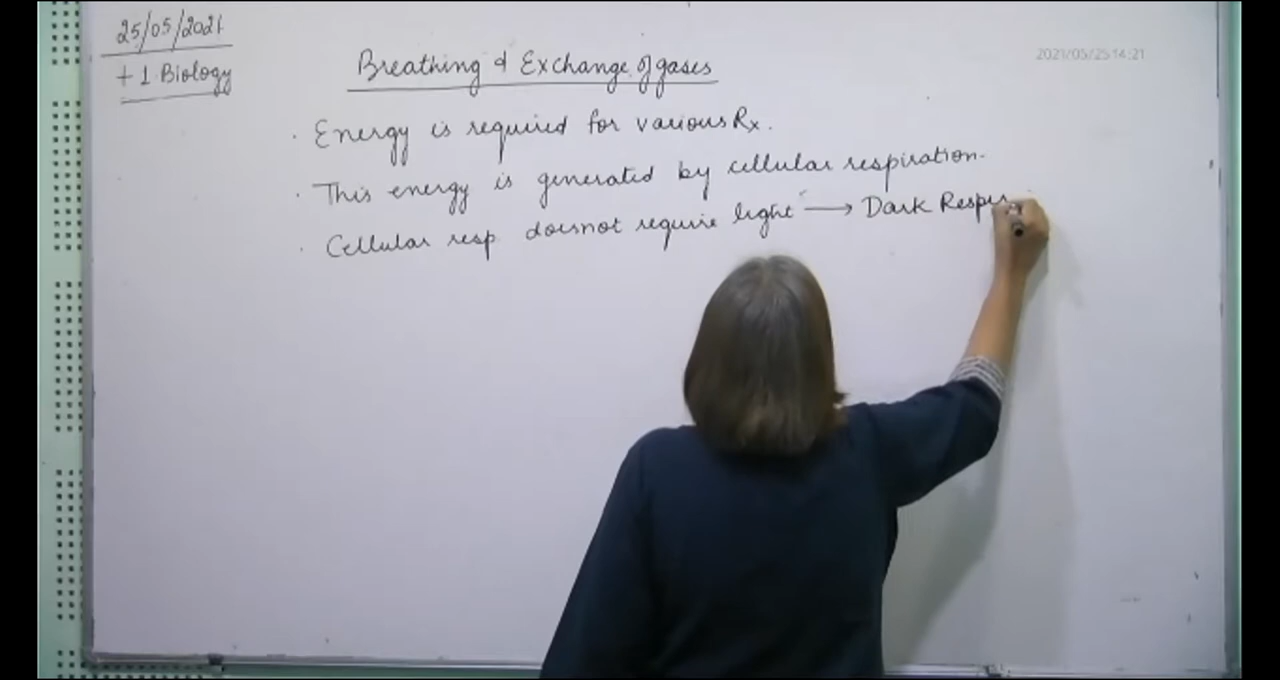 25/05/2021
+1 Biology
2021/05/25 14:21
Breathing & Exchange of gases
· Energy is required for various Rx.
· This energy is generated by cellular respiration.
· Cellular resp doesnot require light → Dark Respir